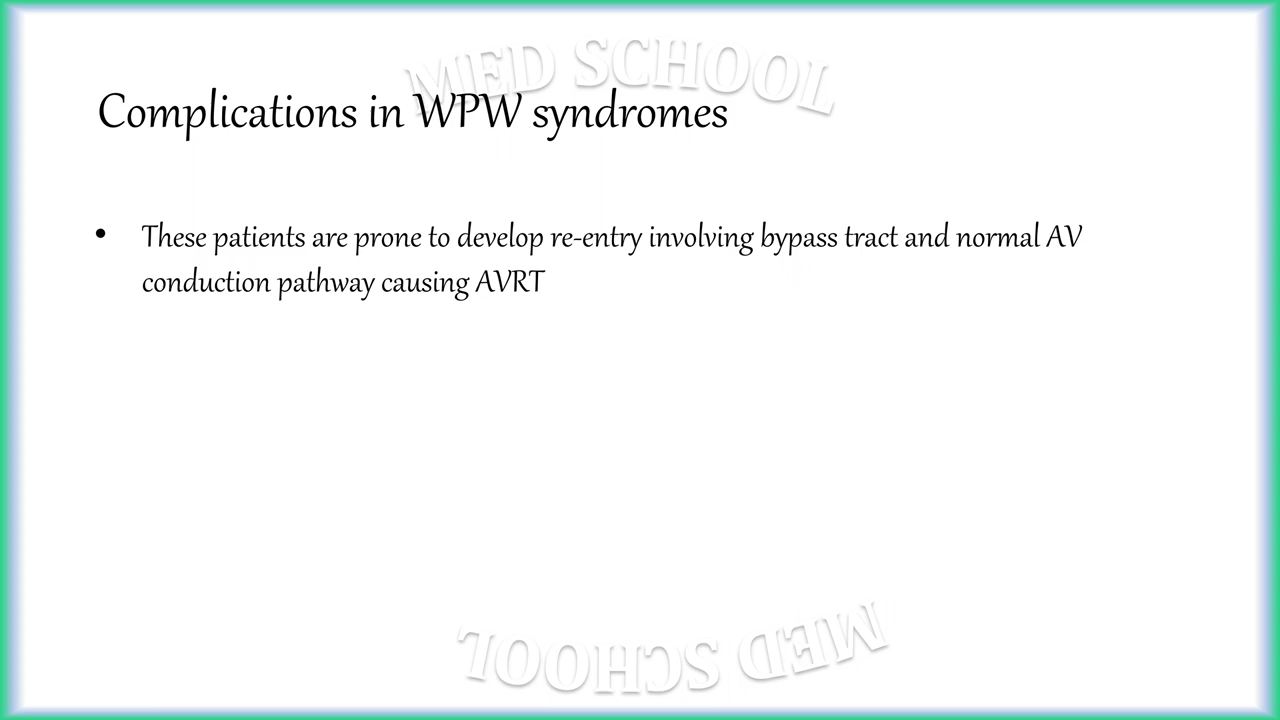 MED SCHOOL
Complications in WPW syndromes
• These patients are prone to develop re-entry involving bypass tract and normal AV
conduction pathway causing AVRT
MED SCHOOL